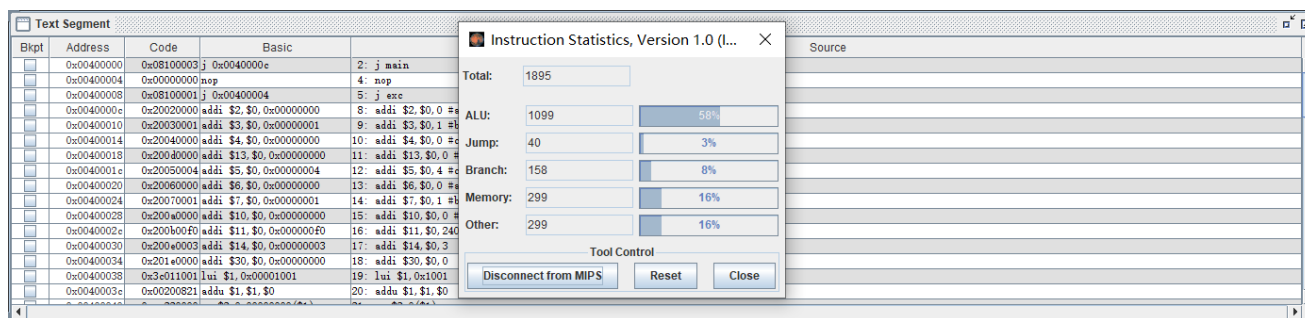 Text Segment
Bkpt Address Code Basic Source
0x00400000 0x08100003 j 0x0040000c 2: j main
0x00400004 0x00000000 nop 4: nop
0x00400008 0x08100001 j 0x00400004 5: j exc
0x0040000c 0x20020000 addi $2,$0,0x00000000 8: addi $2,$0,0
0x00400010 0x20030001 addi $3,$0,0x00000001 9: addi $3,$0,1 #b
0x00400014 0x20040000 addi $4,$0,0x00000000 10: addi $4,$0,0
0x00400018 0x200d0000 addi $13,$0,0x00000000 11: addi $13,$0,0 #
0x0040001c 0x20050004 addi $5,$0,0x00000004 12: addi $5,$0,4
0x00400020 0x20060000 addi $6,$0,0x00000000 13: addi $6,$0,0
0x00400024 0x20070001 addi $7,$0,0x00000001 14: addi $7,$0,1 #b
0x00400028 0x200a0000 addi $10,$0,0x00000000 15: addi $10,$0,0 #
0x0040002c 0x200b00f0 addi $11,$0,0x000000f0 16: addi $11,$0,240
0x00400030 0x200e0003 addi $14,$0,0x00000003 17: addi $14,$0,3
0x00400034 0x201e0000 addi $30,$0,0x00000000 18: addi $30,$0,0
0x00400038 0x3c011001 lui $1,0x00001001 19: lui $1,0x1001
0x0040003c 0x00200821 addu $1,$1,$0 20: addu $1,$1,$0
Instruction Statistics, Version 1.0 (I...
Total: 1895
ALU: 1099 58%
Jump: 40 3%
Branch: 158 8%
Memory: 299 16%
Other: 299 16%
Tool Control
Disconnect from MIPS Reset Close